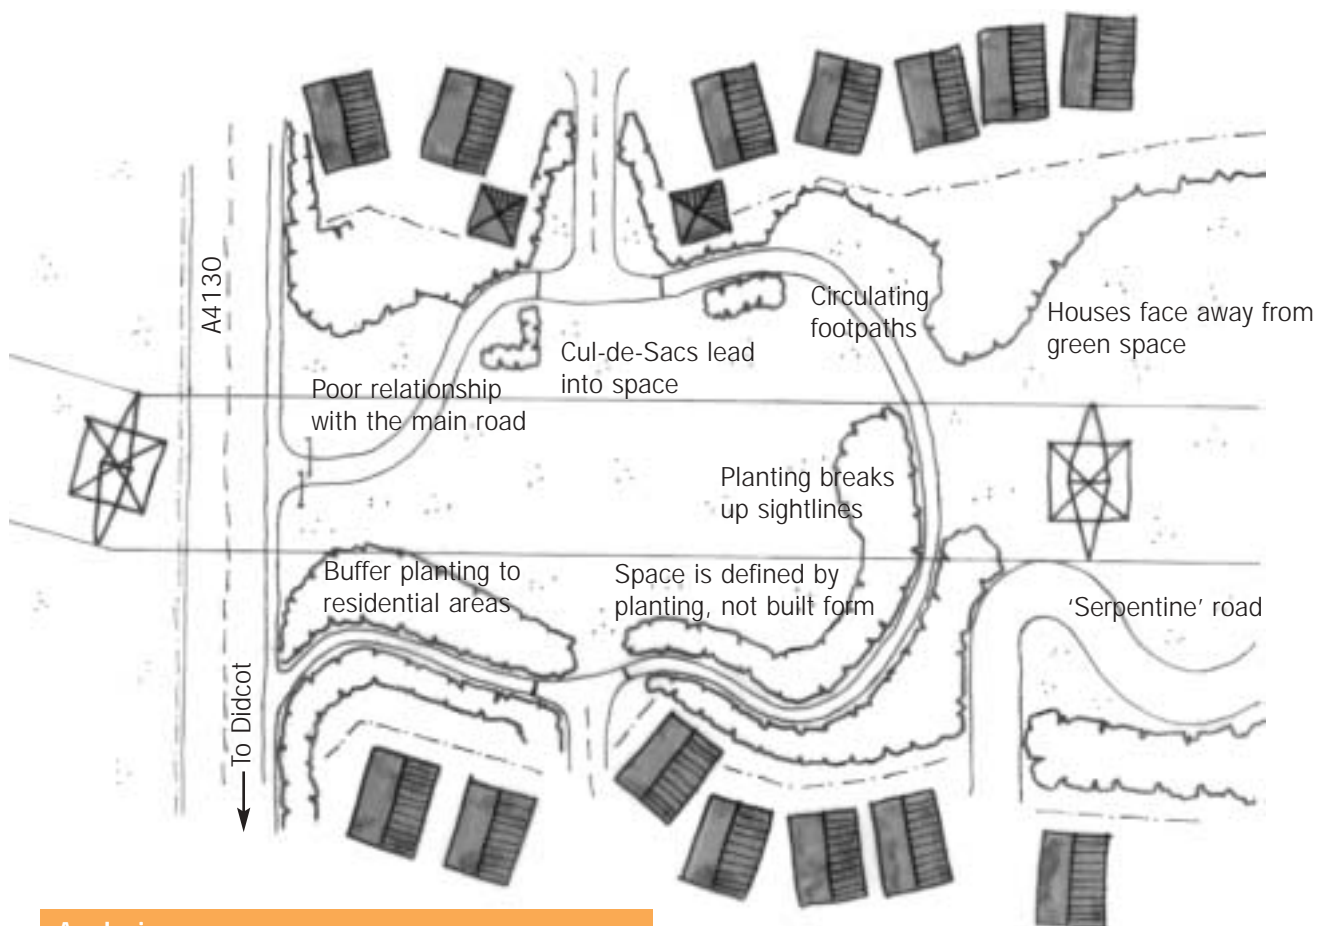 A4130
Circulating
footpaths
Houses face away from
green space
Cul-de-Sacs lead
into space
Poor relationship
with the main road
Planting breaks
up sightlines
Buffer planting to
residential areas
Space is defined by
planting, not built form
'Serpentine' road
To Didcot